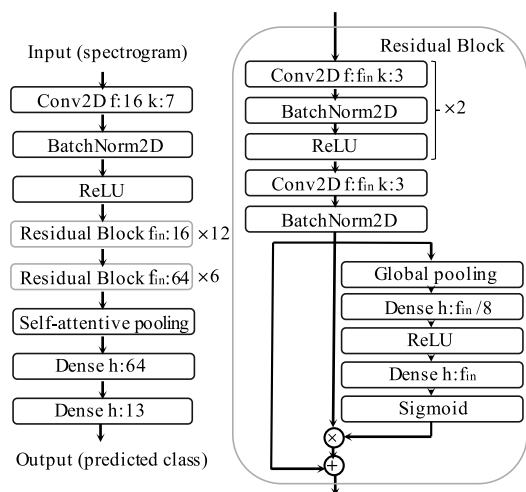 Input (spectrogram)
Conv2D f:16 k:7
BatchNorm2D
ReLU
Residual Block fin:16 ×12
Residual Block fin:64 ×6
Self-attentive pooling
Dense h:64
Dense h:13
Output (predicted class)
Residual Block
Conv2D f:fin k:3
BatchNorm2D
ReLU
×2
Conv2D f:fin k:3
BatchNorm2D
Global pooling
Dense h:fin /8
ReLU
Dense h:fin
Sigmoid
×
+